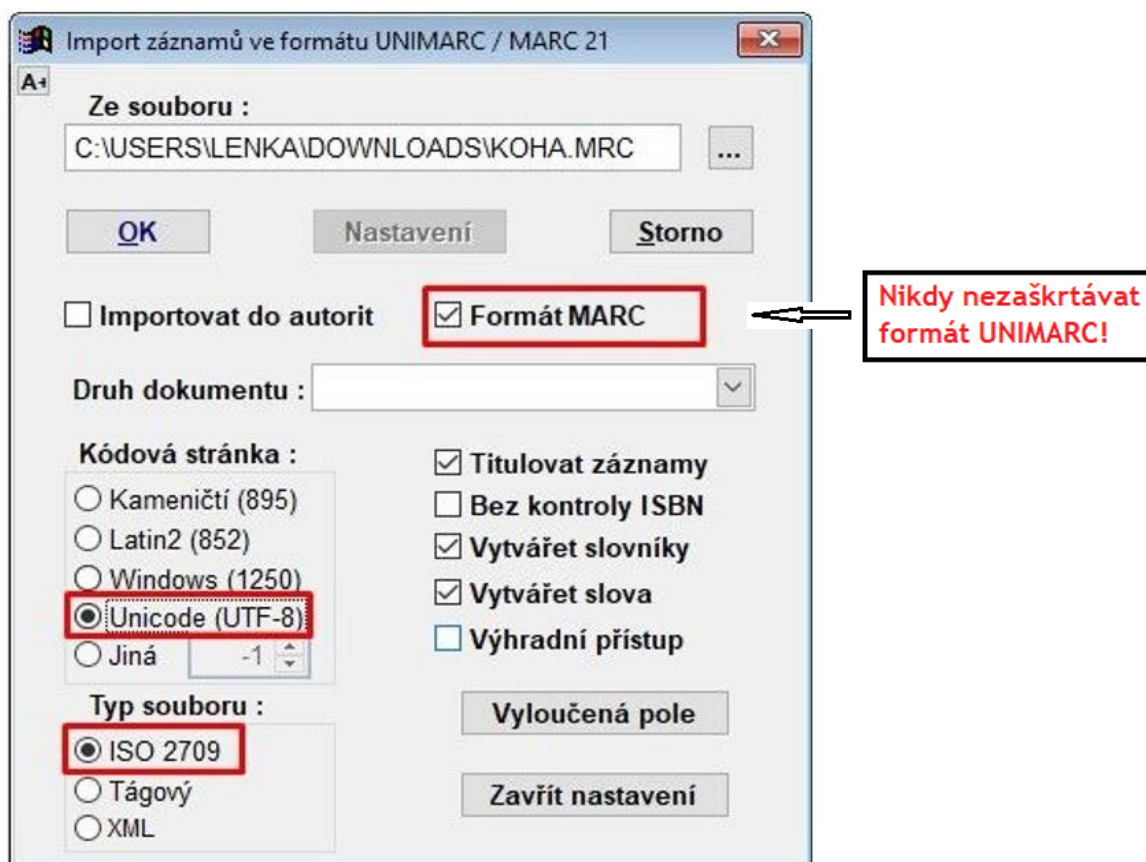 Import záznamů ve formátu UNIMARC / MARC 21
A
Ze souboru :
C:\USERS\LENKA\DOWNLOADS\KOHA.MRC
...
OK
Nastavení
Storno
Importovat do autorit
Formát MARC
Nikdy nezaškrtávat
formát UNIMARC!
Druh dokumentu :
Kódová stránka :
Kameničtí (895)
Latin2 (852)
Windows (1250)
Unicode (UTF-8)
Jiná
-1
Titulovat záznamy
Bez kontroly ISBN
Vytvářet slovníky
Vytvářet slova
Výhradní přístup
Typ souboru :
ISO 2709
Tágový
XML
Vyloučená pole
Zavřít nastavení